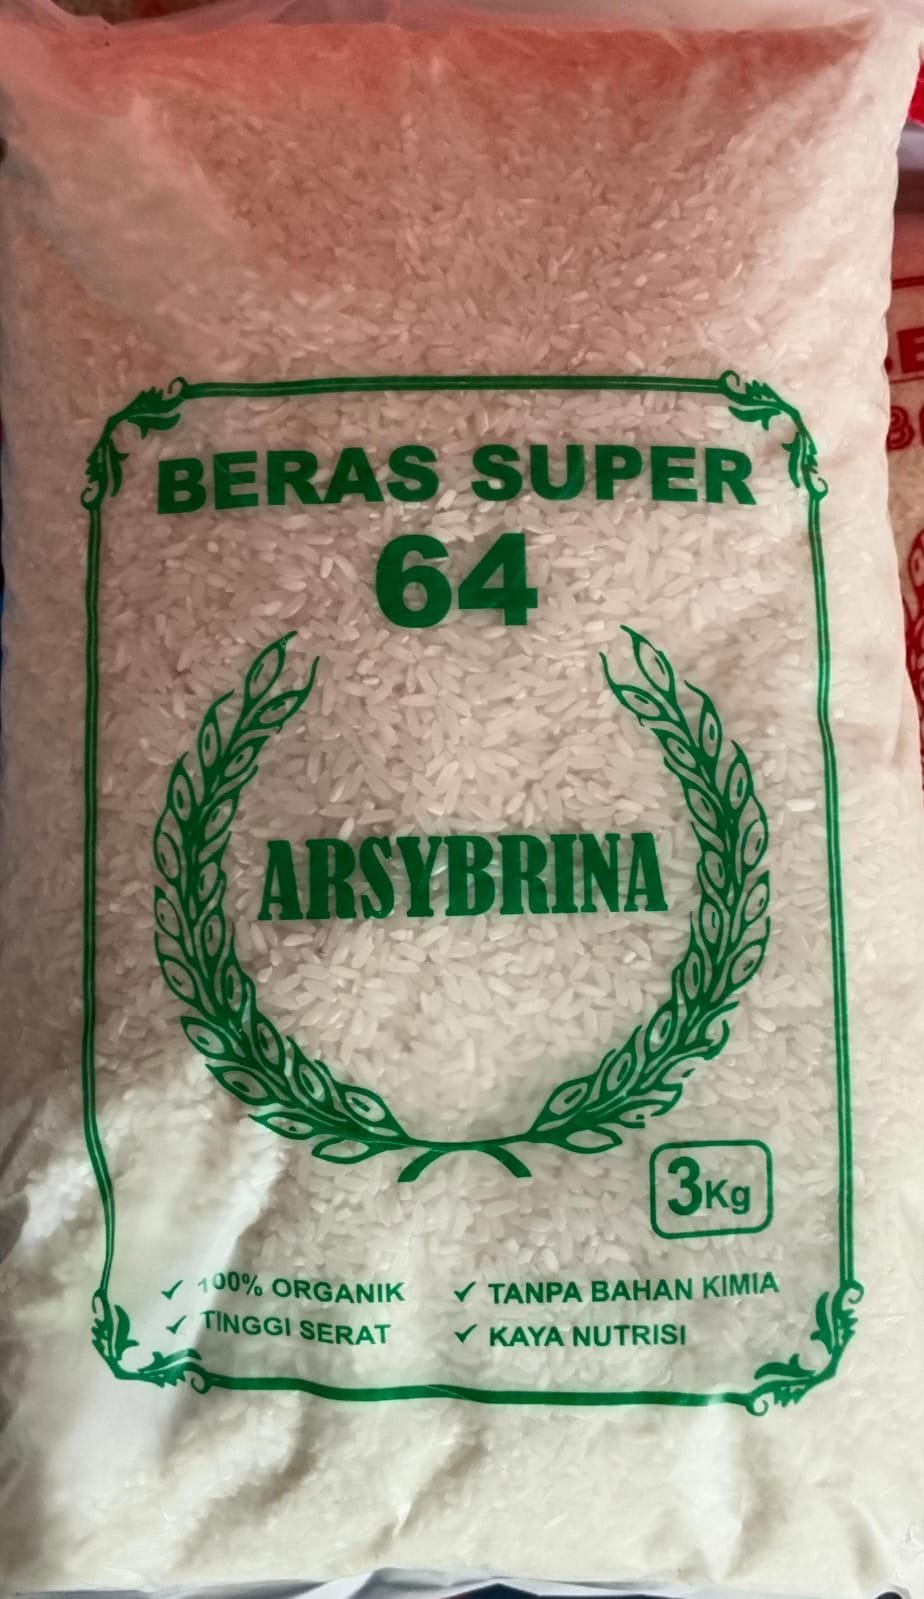 BERAS SUPER
64
ARSYBRINA
3Kg
✓ 100% ORGANIK ✓ TANPA BAHAN KIMIA
✓ TINGGI SERAT ✓ KAYA NUTRISI